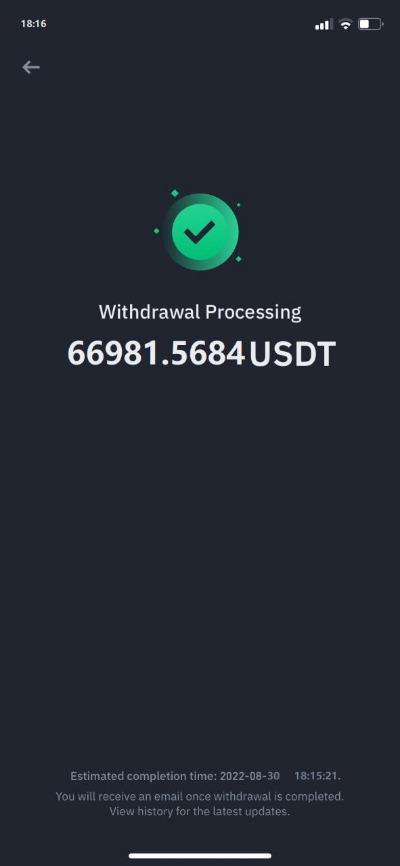 18:16
Withdrawal Processing
66981.5684 USDT
Estimated completion time: 2022-08-30 18:15:21.
You will receive an email once withdrawal is completed.
View history for the latest updates.